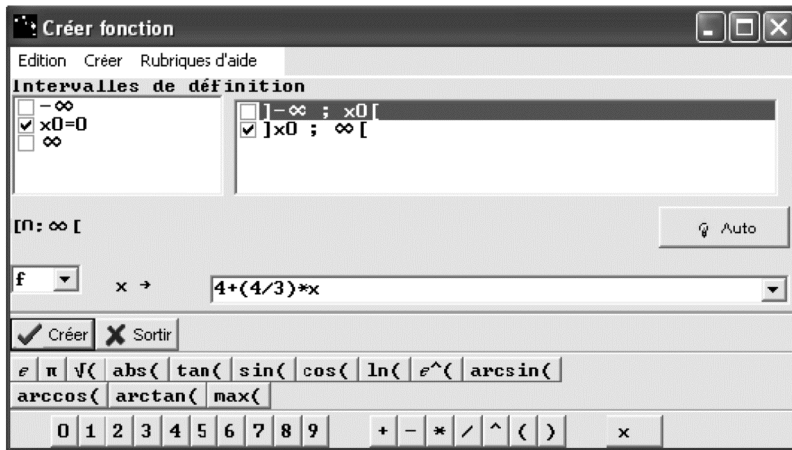 Créer fonction
Edition Créer Rubriques d'aide
Intervalles de définition
-∞
x0=0
∞
]-∞ ; x0[
]x0 ; ∞[
[0; ∞[
Auto
f
x →
4+(4/3)*x
Créer Sortir
e π √( abs( tan( sin( cos( ln( e^( arcsin(
arccos( arctan( max(
0 1 2 3 4 5 6 7 8 9 + - * / ^ ( ) x